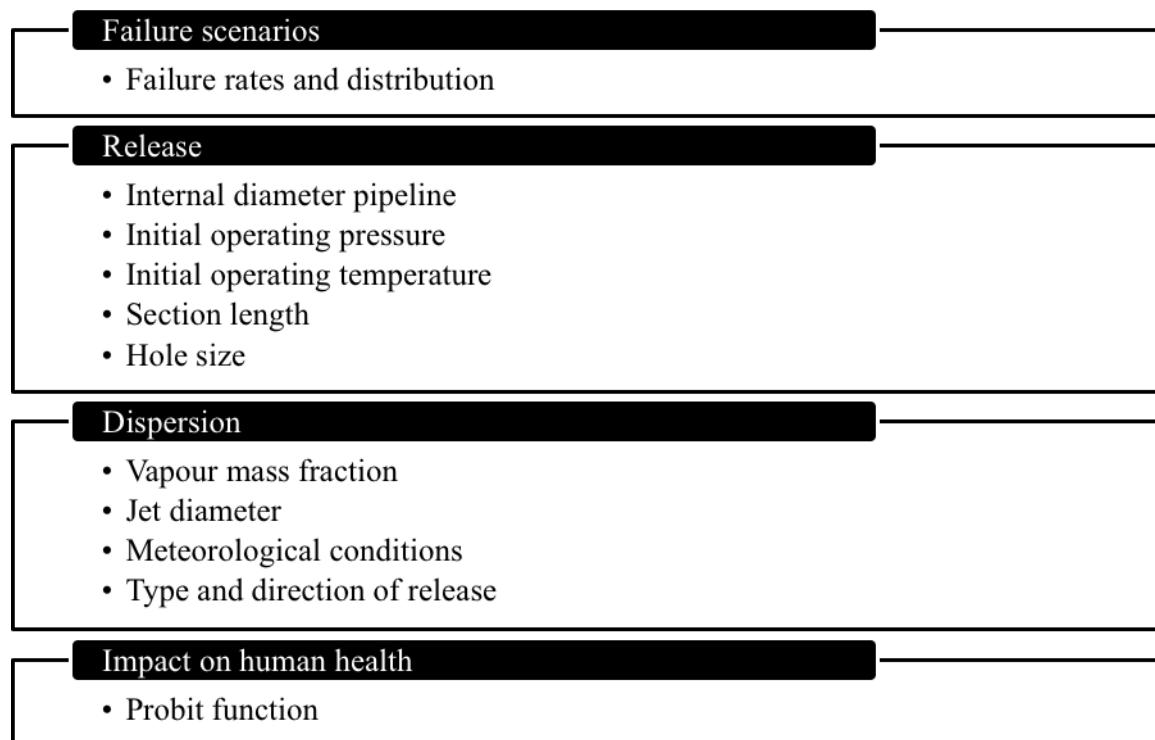 Failure scenarios
• Failure rates and distribution
Release
• Internal diameter pipeline
• Initial operating pressure
• Initial operating temperature
• Section length
• Hole size
Dispersion
• Vapour mass fraction
• Jet diameter
• Meteorological conditions
• Type and direction of release
Impact on human health
• Probit function